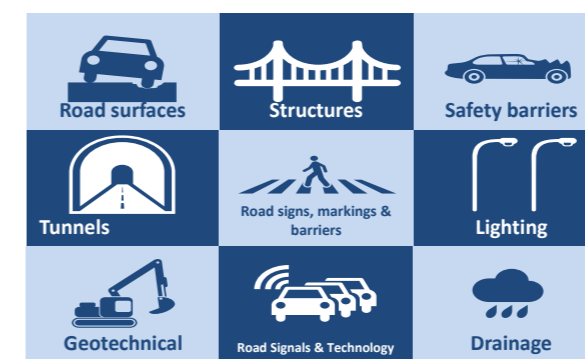 Road surfaces
Structures
Safety barriers
Tunnels
Road signs, markings &
barriers
Lighting
Geotechnical
Road Signals & Technology
Drainage